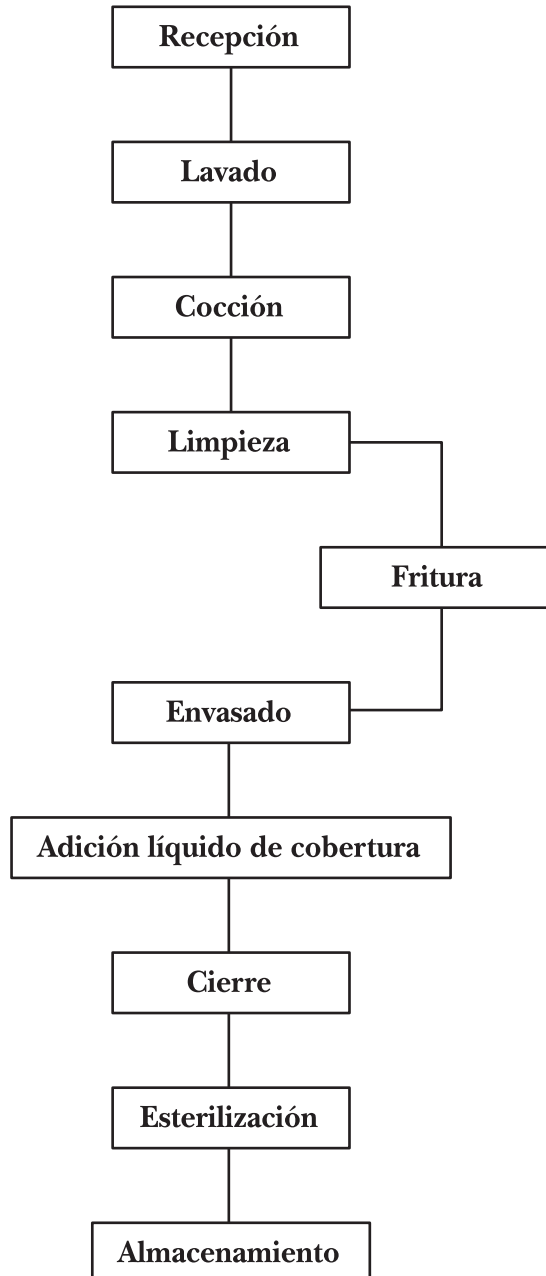 Recepción
Lavado
Cocción
Limpieza
Fritura
Envasado
Adición líquido de cobertura
Cierre
Esterilización
Almacenamiento